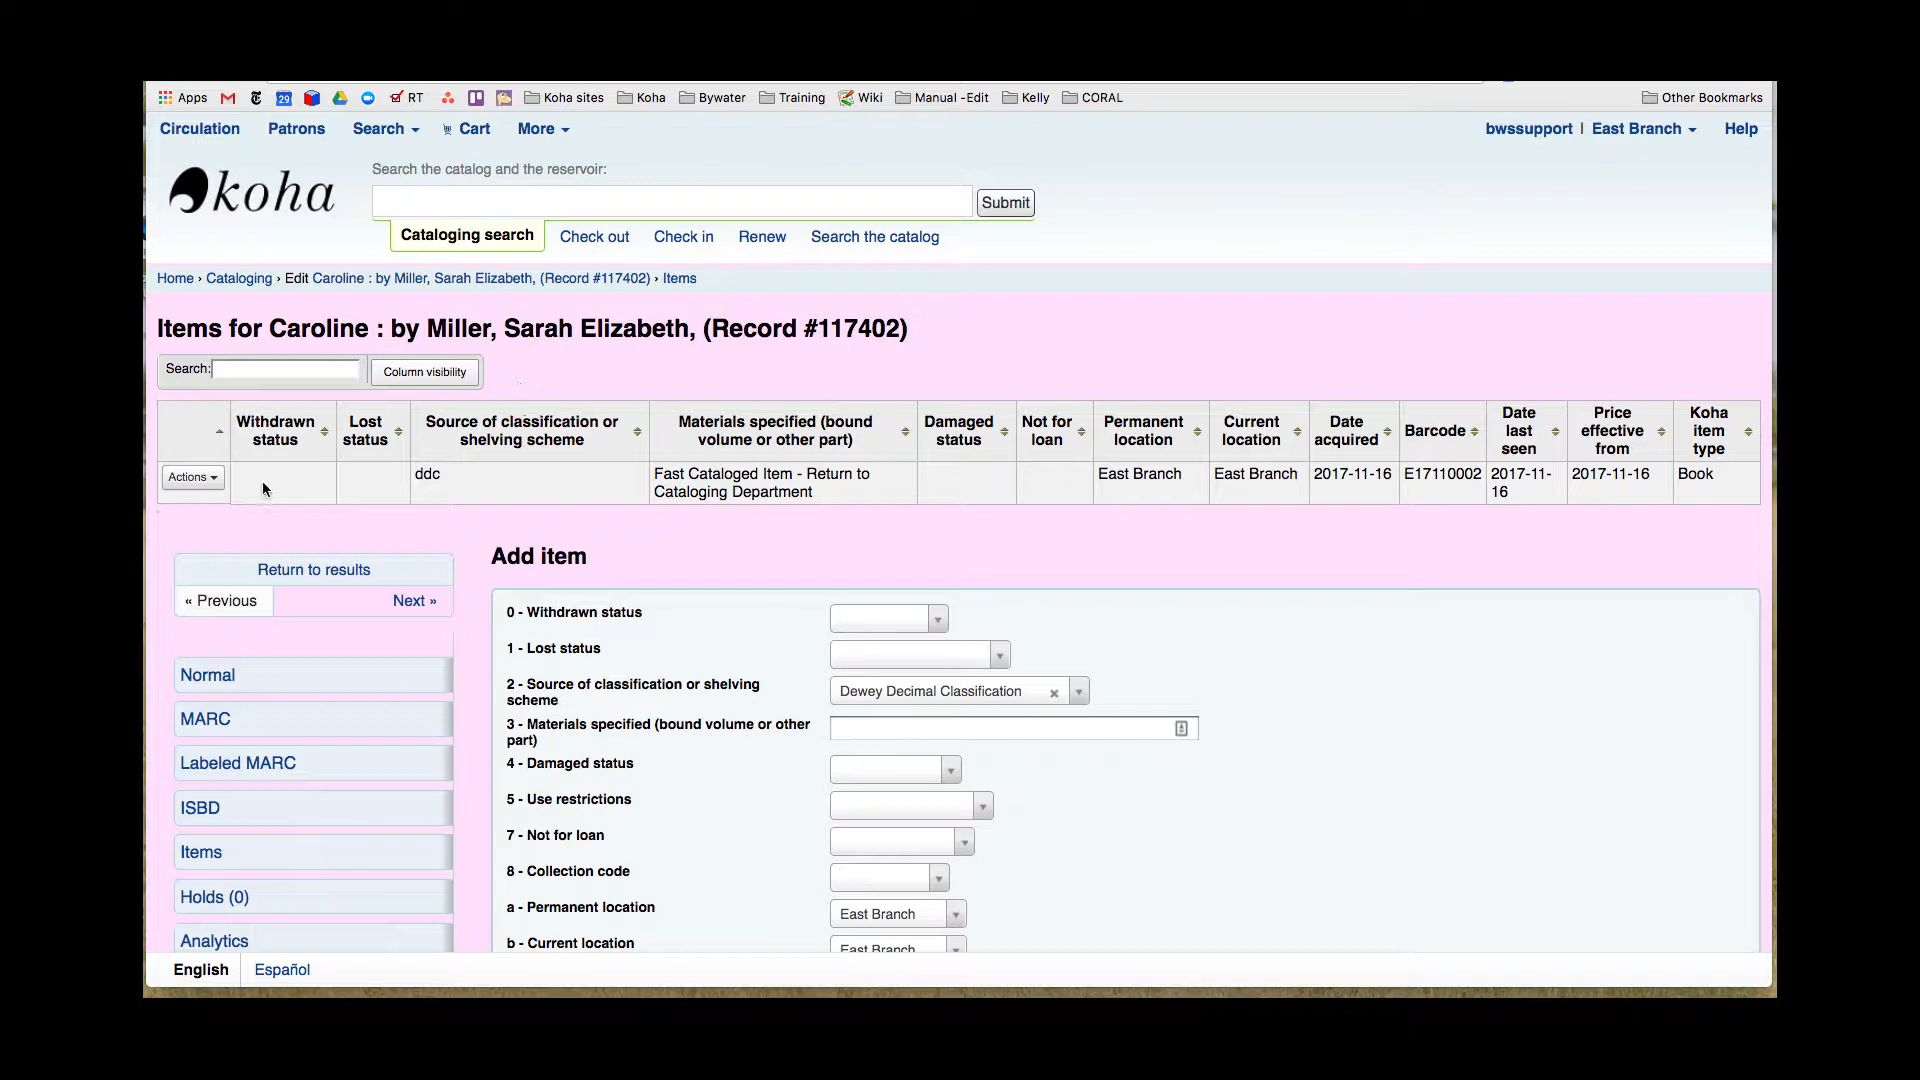 Apps 29 RT Koha sites Koha Bywater Training Wiki Manual -Edit Kelly CORAL Other Bookmarks
Circulation Patrons Search Cart More bwssupport | East Branch Help
koha
Search the catalog and the reservoir:
Submit
Cataloging search Check out Check in Renew Search the catalog
Home › Cataloging › Edit Caroline : by Miller, Sarah Elizabeth, (Record #117402) › Items
Items for Caroline : by Miller, Sarah Elizabeth, (Record #117402)
Search: Column visibility
Withdrawn status Lost status Source of classification or shelving scheme Materials specified (bound volume or other part) Damaged status Not for loan Permanent location Current location Date acquired Barcode Date last seen Price effective from Koha item type
Actions ddc Fast Cataloged Item - Return to Cataloging Department East Branch East Branch 2017-11-16 E17110002 2017-11-16 2017-11-16 Book
Add item
Return to results
« Previous Next »
Normal
MARC
Labeled MARC
ISBD
Items
Holds (0)
Analytics
0 - Withdrawn status
1 - Lost status
2 - Source of classification or shelving scheme Dewey Decimal Classification ×
3 - Materials specified (bound volume or other part)
4 - Damaged status
5 - Use restrictions
7 - Not for loan
8 - Collection code
a - Permanent location East Branch
b - Current location East Branch
English Español